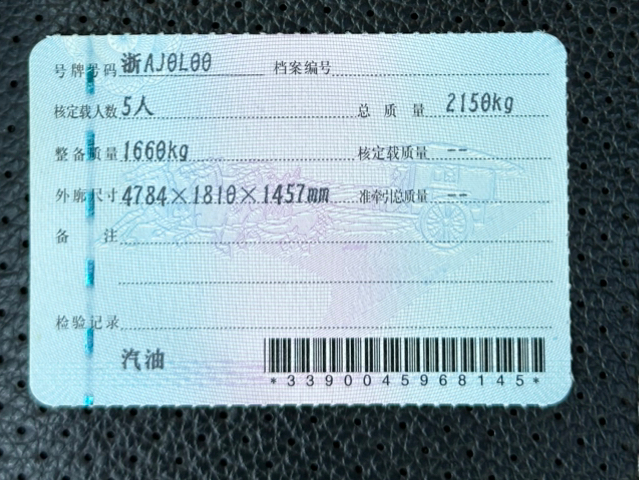 号牌号码 浙AJ0L00 档案编号
核定载人数 5人 总质量 2150kg
整备质量 1660kg 核定载质量 --
外廓尺寸 4784×1810×1457mm 准牵引总质量 --
备注
检验记录
汽油
*3390045968145*